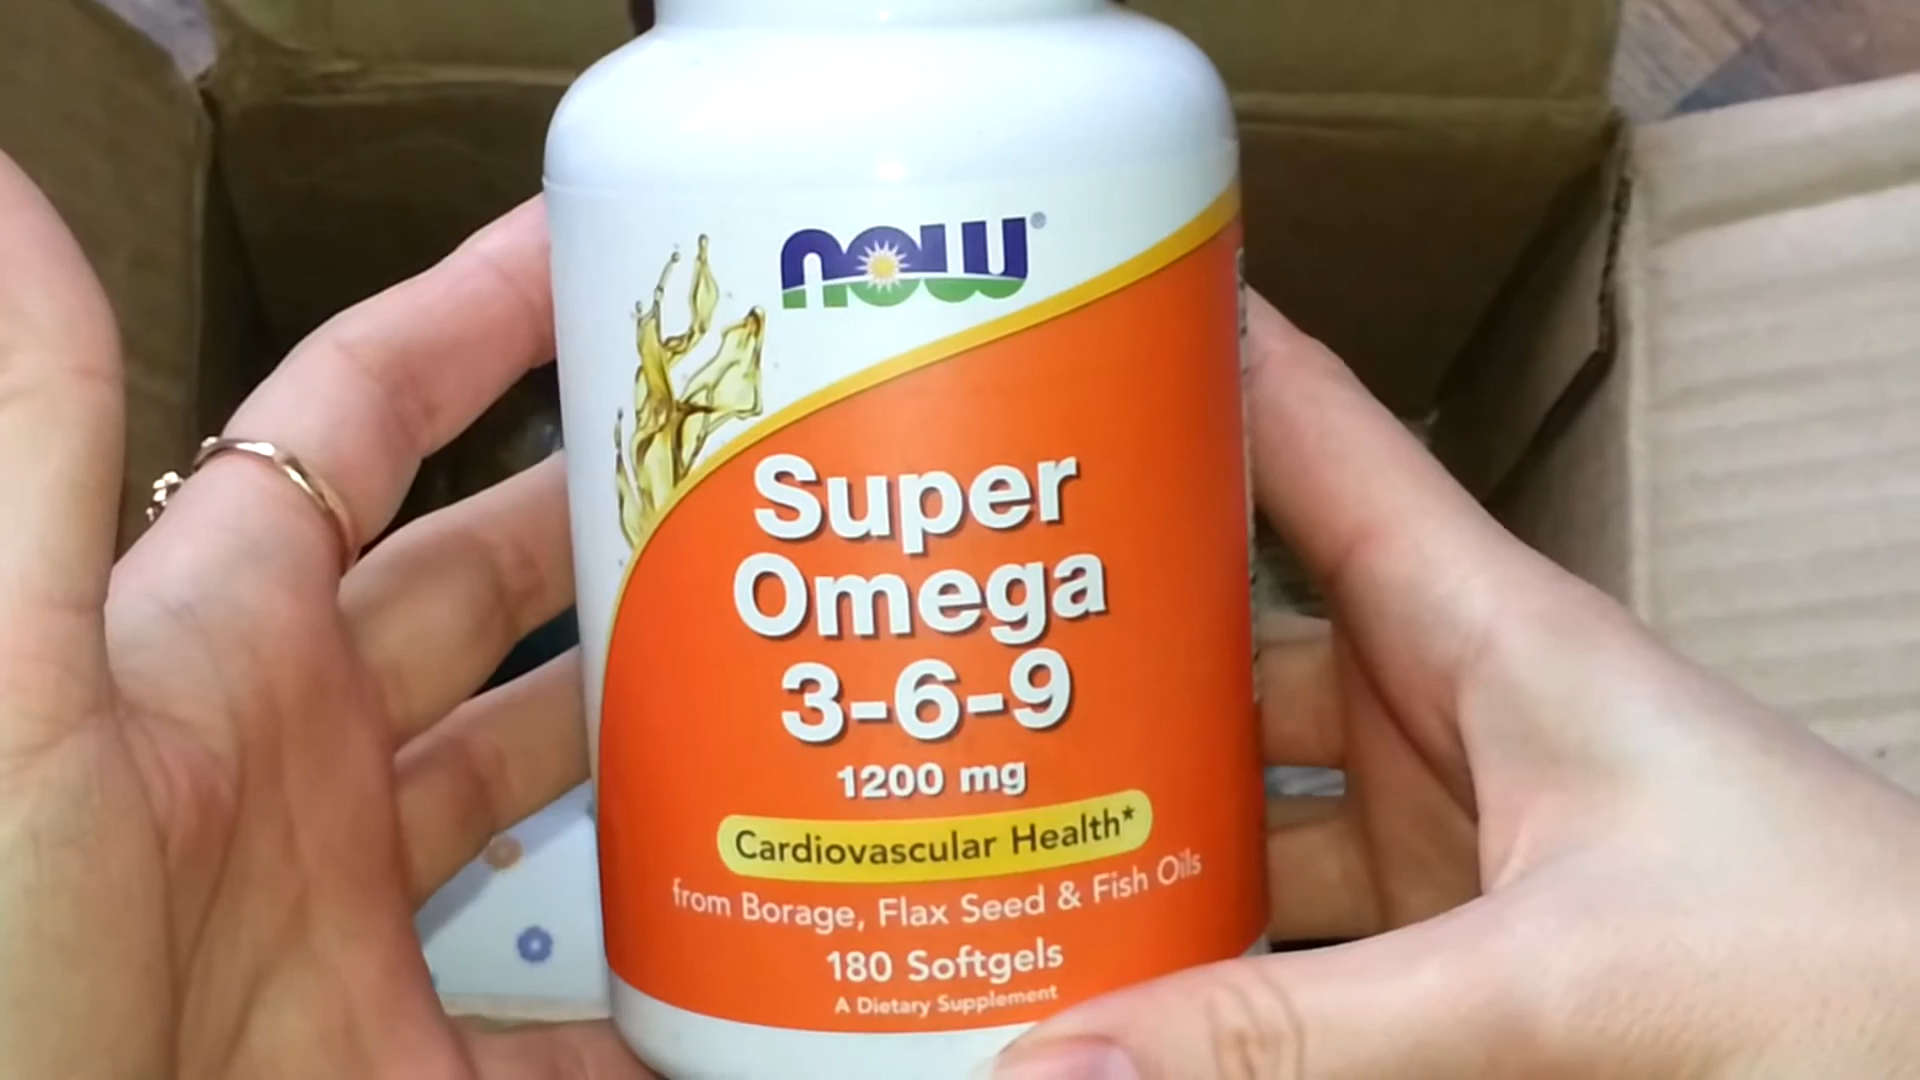 now®
Super
Omega
3-6-9
1200 mg
Cardiovascular Health*
from Borage, Flax Seed & Fish Oils
180 Softgels
A Dietary Supplement